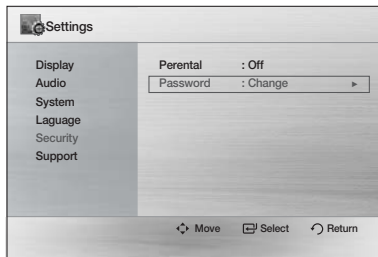 Settings
Display
Audio
System
Laguage
Security
Support
Perental : Off
Password : Change
Move Select Return